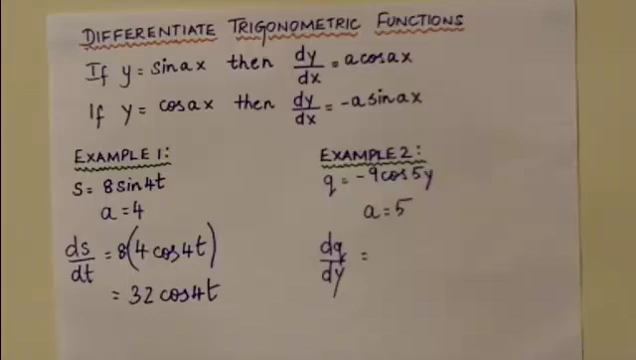 DIFFERENTIATE TRIGONOMETRIC FUNCTIONS
If y = sinax then dy/dx = acosax
If y = cosax then dy/dx = -asinax
EXAMPLE 1:
s = 8sin4t
a = 4
ds/dt = 8(4cos4t)
= 32cos4t
EXAMPLE 2:
q = -9cos5y
a = 5
dq/dy =